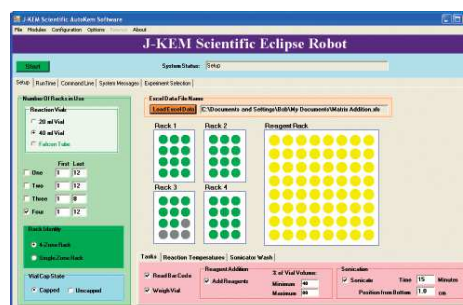 J-KEM Scientific AutoKem Software
File Modules Configuration Options About
J-KEM Scientific Eclipse Robot
Start
System Status: Setup
Setup RunTime CommandLine System Messages Experiment Selection
Number Of Racks in Use
Reaction Vials
20 ml Vial
40 ml Vial
Falcon Tube
First Last
One 1 12
Two 1 12
Three 1 8
Four 1 12
Rack Identity
4-Zone Rack
Single-Zone Rack
Vial Cap State
Capped Uncapped
Excel Data File Name
Load Excel Data C:\Documents and Settings\Bob\My Documents\Matrix Addition.xls
Rack 1 Rack 2 Reagent Rack
Rack 3 Rack 4
Tasks Reaction Temperatures Sonicator Wash
Read Bar Code
Weigh Vial
Reagent Addition
Add Reagents
% of Vial Volume:
Minimum 40
Maximum
Sonication
Sonicate Time 15 Minutes
Position from Bottom 1.0 cm